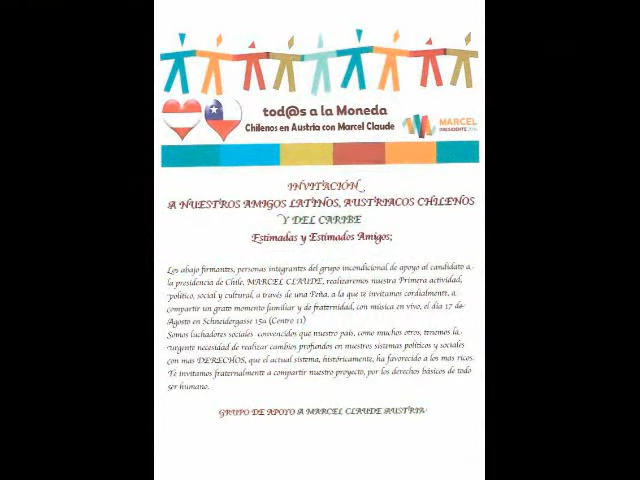 tod@s a la Moneda
Chilenos en Austria con Marcel Claude
MARCEL
PRESIDENTE 2014
INVITACIÓN
A NUESTROS AMIGOS LATINOS, AUSTRIACOS CHILENOS
Y DEL CARIBE
Estimadas y Estimados Amigos;
Los abajo firmantes, personas integrantes del grupo incondicional de apoyo al candidato a
la presidencia de Chile, MARCEL CLAUDE, realizaremos nuestra Primera actividad,
político, social y cultural, a través de una Peña, a la que te invitamos cordialmente, a
compartir un grato momento familiar y de fraternidad, con música en vivo, el día 17 de
Agosto en Schneidergasse 15a (Centro 11)
Somos luchadores sociales convencidos que nuestro país, como muchos otros, tenemos la
urgente necesidad de realizar cambios profundos en nuestros sistemas políticos y sociales
con mas DERECHOS, que el actual sistema, históricamente, ha favorecido a los mas ricos.
Te invitamos fraternalmente a compartir nuestro proyecto, por los derechos básicos de todo
ser humano.
GRUPO DE APOYO A MARCEL CLAUDE AUSTRIA